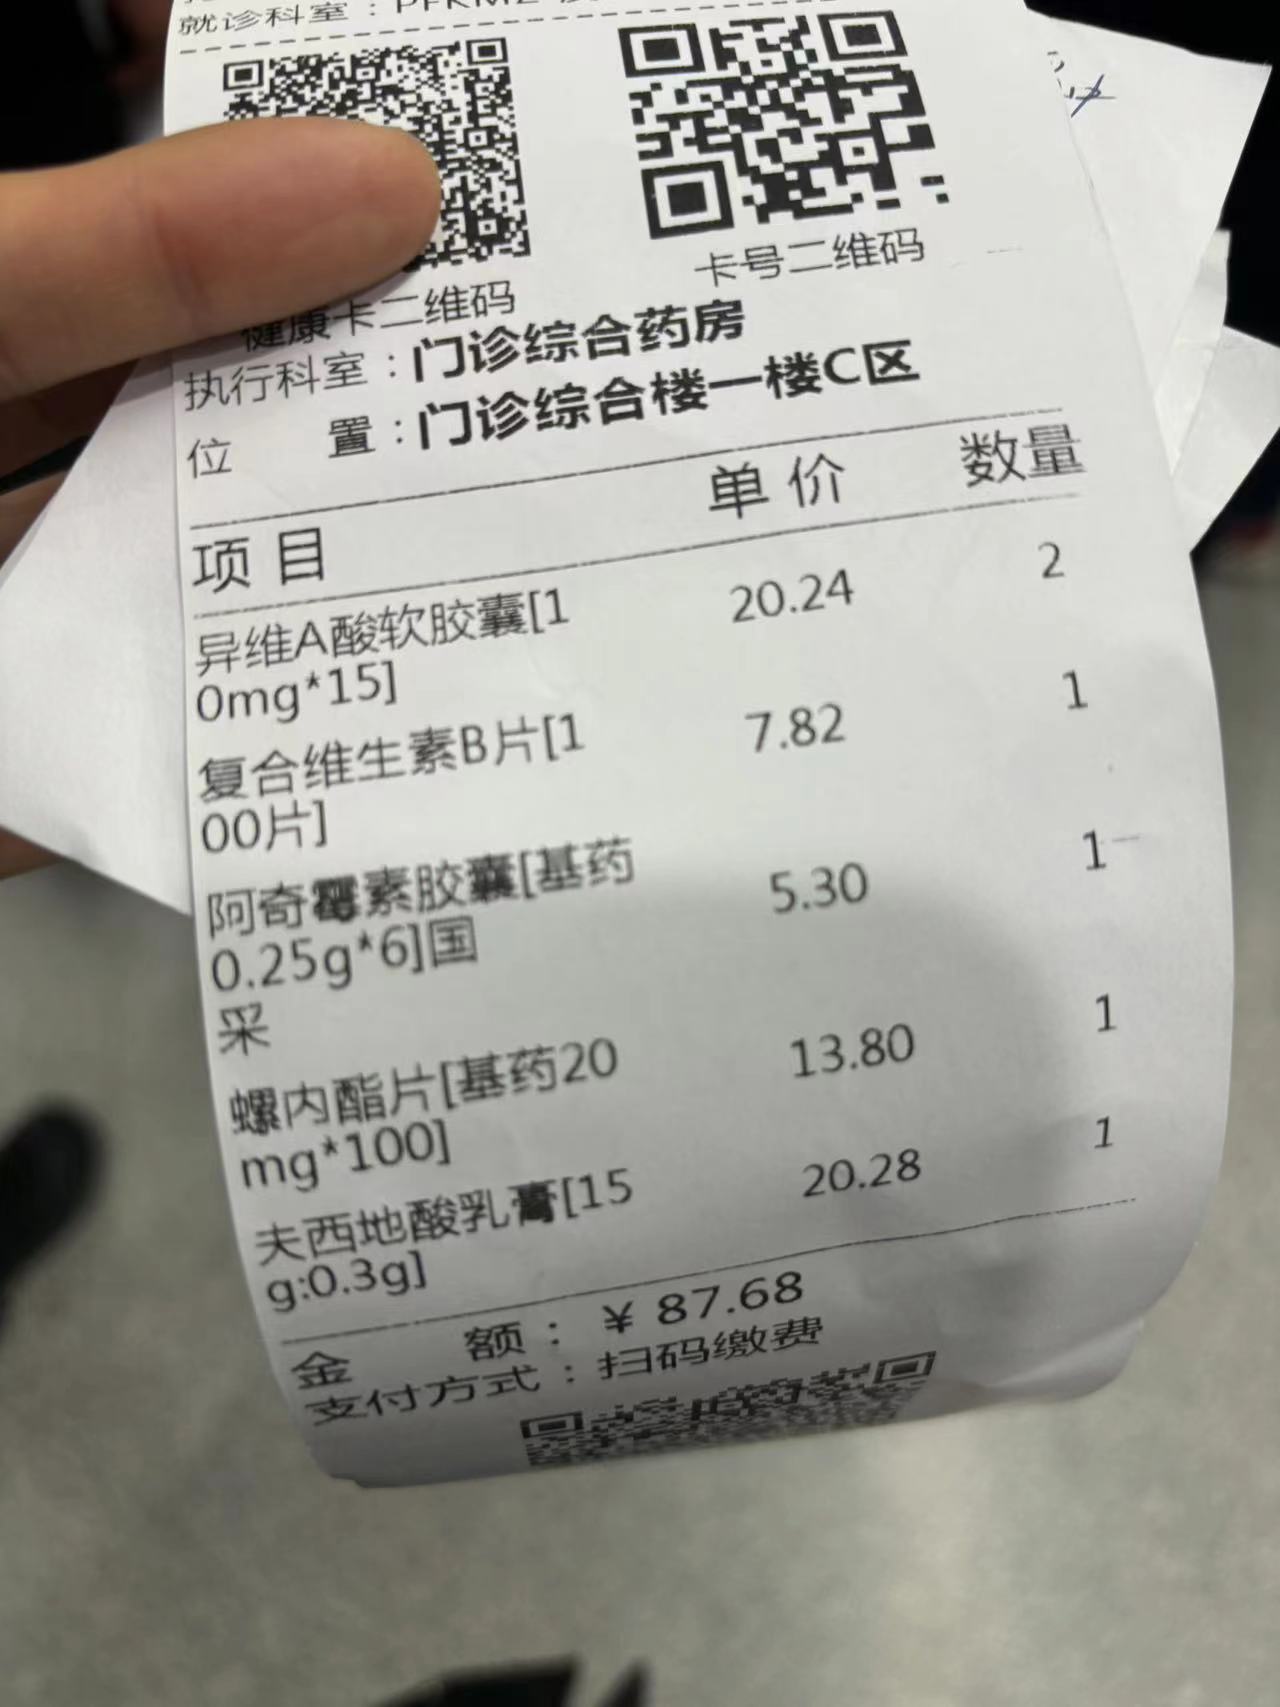 就诊科室：
健康卡二维码 卡号二维码
执行科室：门诊综合药房
位 置：门诊综合楼一楼C区
项目 单价 数量
异维A酸软胶囊[1 20.24 2
0mg*15]
复合维生素B片[1 7.82 1
00片]
阿奇霉素胶囊[基药 5.30 1
0.25g*6]国
采
螺内酯片[基药20 13.80 1
mg*100]
夫西地酸乳膏[15 20.28 1
g:0.3g]
金 额：￥87.68
支付方式：扫码缴费